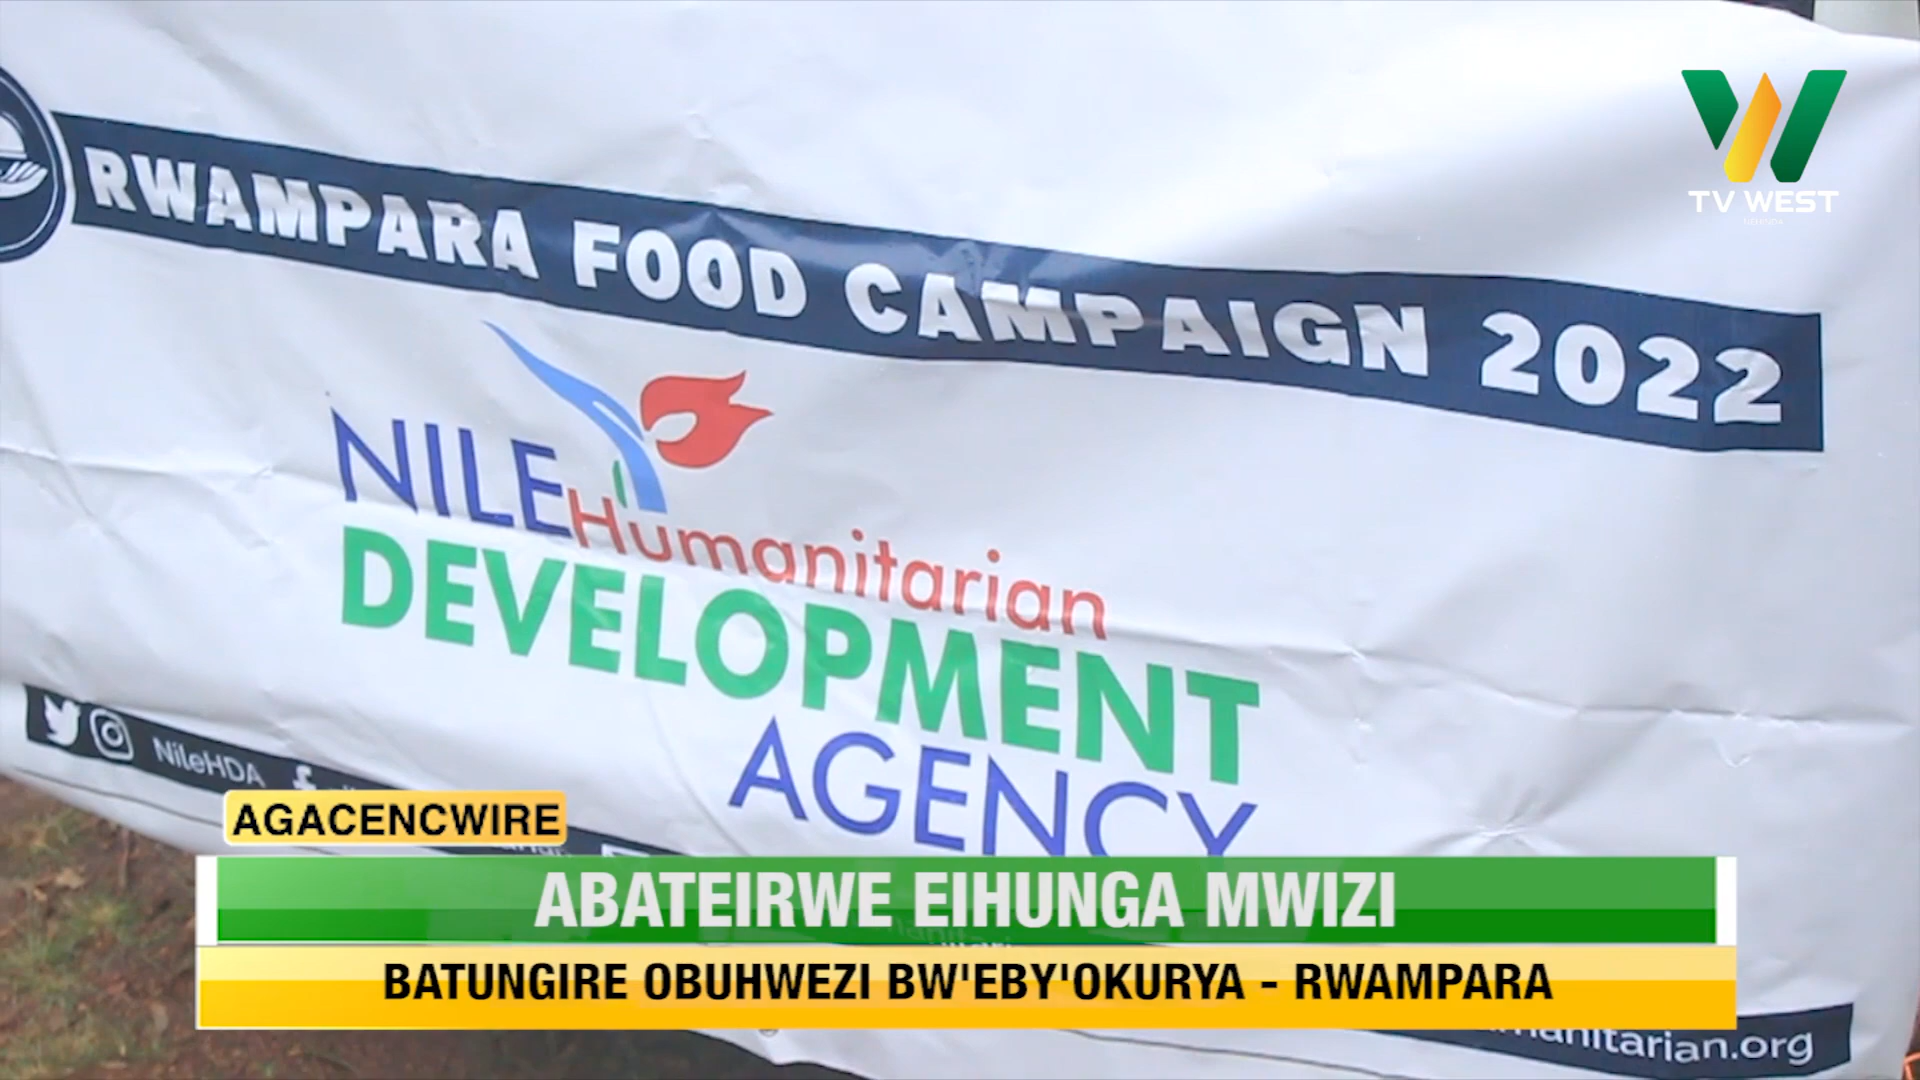 TV WEST
RWAMPARA FOOD CAMPAIGN 2022
NILE Humanitarian
DEVELOPMENT
AGENCY
NileHDA
AGACENCWIRE
ABATEIRWE EIHUNGA MWIZI
BATUNGIRE OBUHWEZI BW'EBY'OKURYA - RWAMPARA
manitarian.org